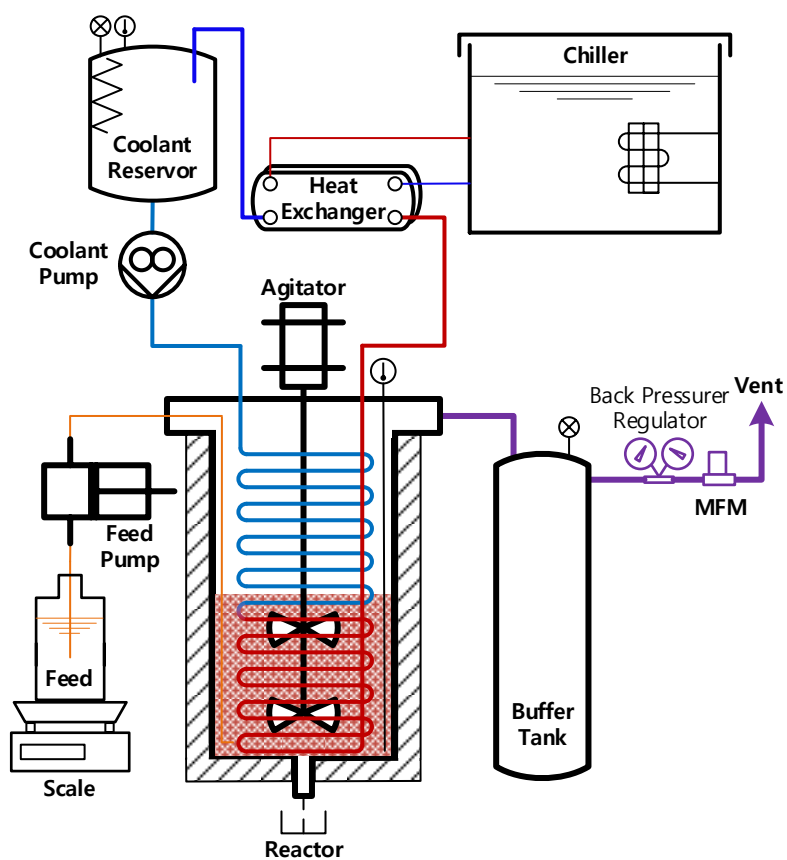 Chiller
Coolant
Reservor
Heat
Exchanger
Coolant
Pump
Agitator
Back Pressurer
Regulator
Vent
MFM
Feed
Pump
Feed
Buffer
Tank
Scale
Reactor